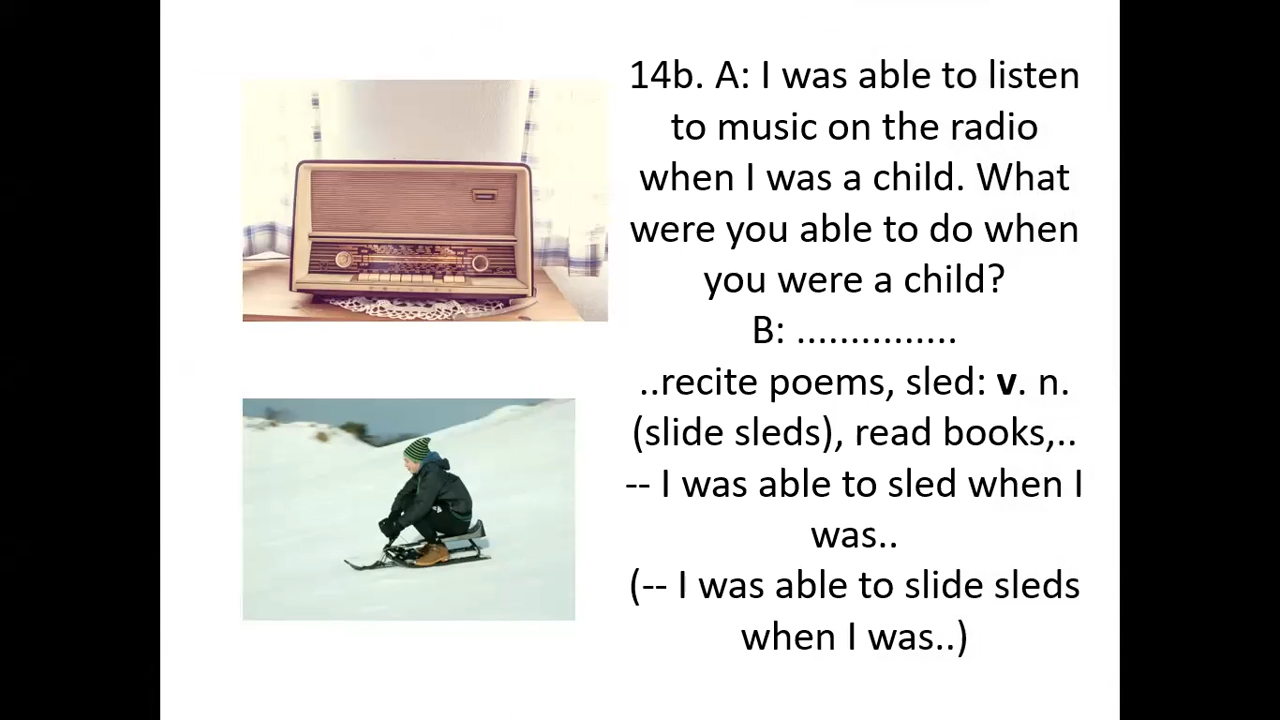 14b. A: I was able to listen
to music on the radio
when I was a child. What
were you able to do when
you were a child?
B: ...............
..recite poems, sled: v. n.
(slide sleds), read books,..
-- I was able to sled when I
was..
(-- I was able to slide sleds
when I was..)